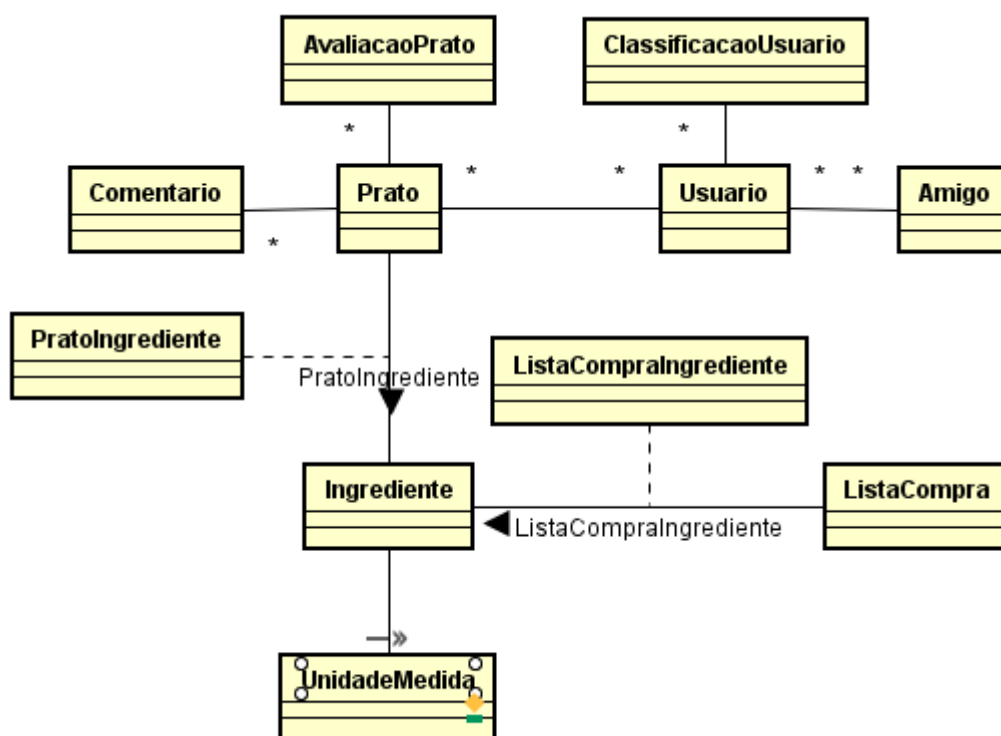 AvaliacaoPrato
ClassificacaoUsuario
*
*
Comentario
Prato
*
*
Usuario
*
*
Amigo
*
PratoIngrediente
PratoIngrediente
ListaCompraIngrediente
Ingrediente
ListaCompraIngrediente
ListaCompra
UnidadeMedida